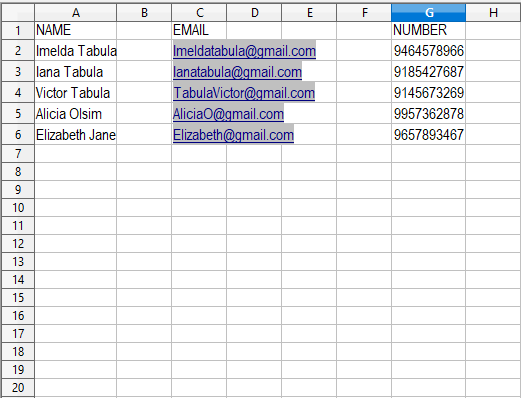 A B C D E F G H
1 NAME EMAIL NUMBER
2 Imelda Tabula Imeldatabula@gmail.com 9464578966
3 Iana Tabula Ianatabula@gmail.com 9185427687
4 Victor Tabula TabulaVictor@gmail.com 9145673269
5 Alicia Olsim AliciaO@gmail.com 9957362878
6 Elizabeth Jane Elizabeth@gmail.com 9657893467
7
8
9
10
11
12
13
14
15
16
17
18
19
20